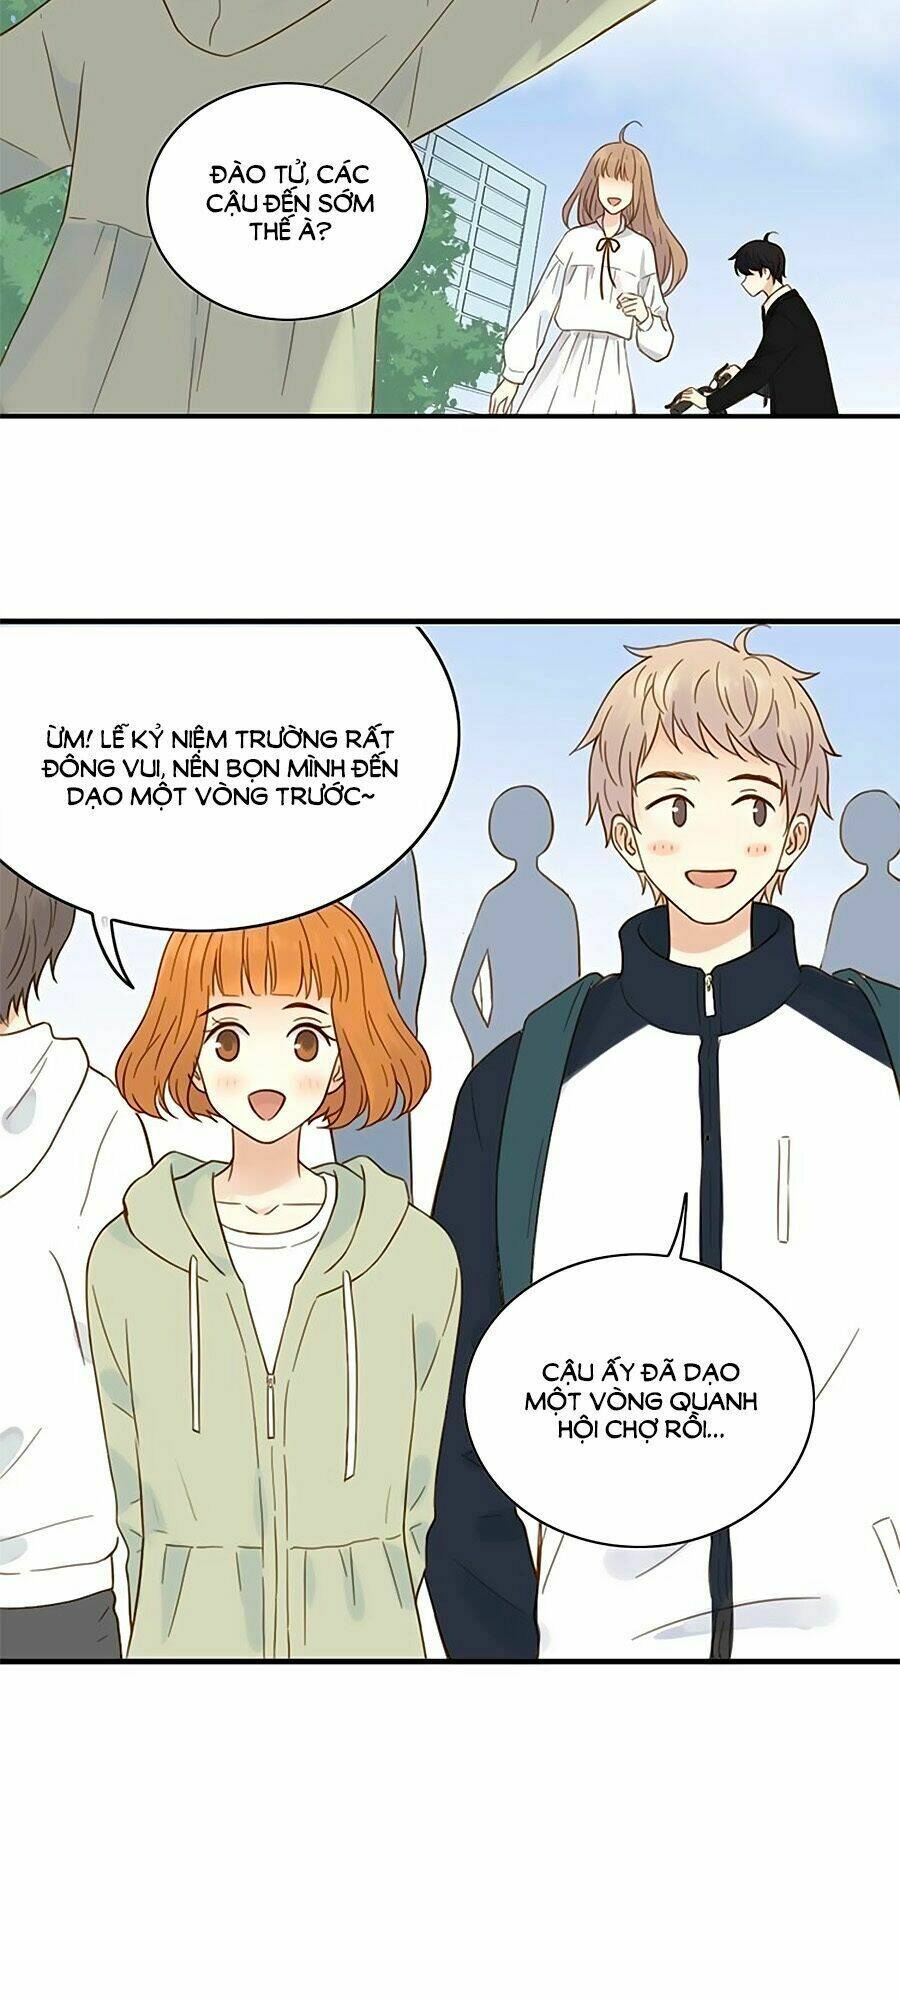 ĐÀO TỬ, CÁC
CẬU ĐẾN SỚM
THẾ À?
ỪM! LỄ KỶ NIỆM TRƯỜNG RẤT
ĐÔNG VUI, NÊN BỌN MÌNH ĐẾN
DẠO MỘT VÒNG TRƯỚC~
CẬU ẤY ĐÃ DẠO
MỘT VÒNG QUANH
HỘI CHỢ RỒI...